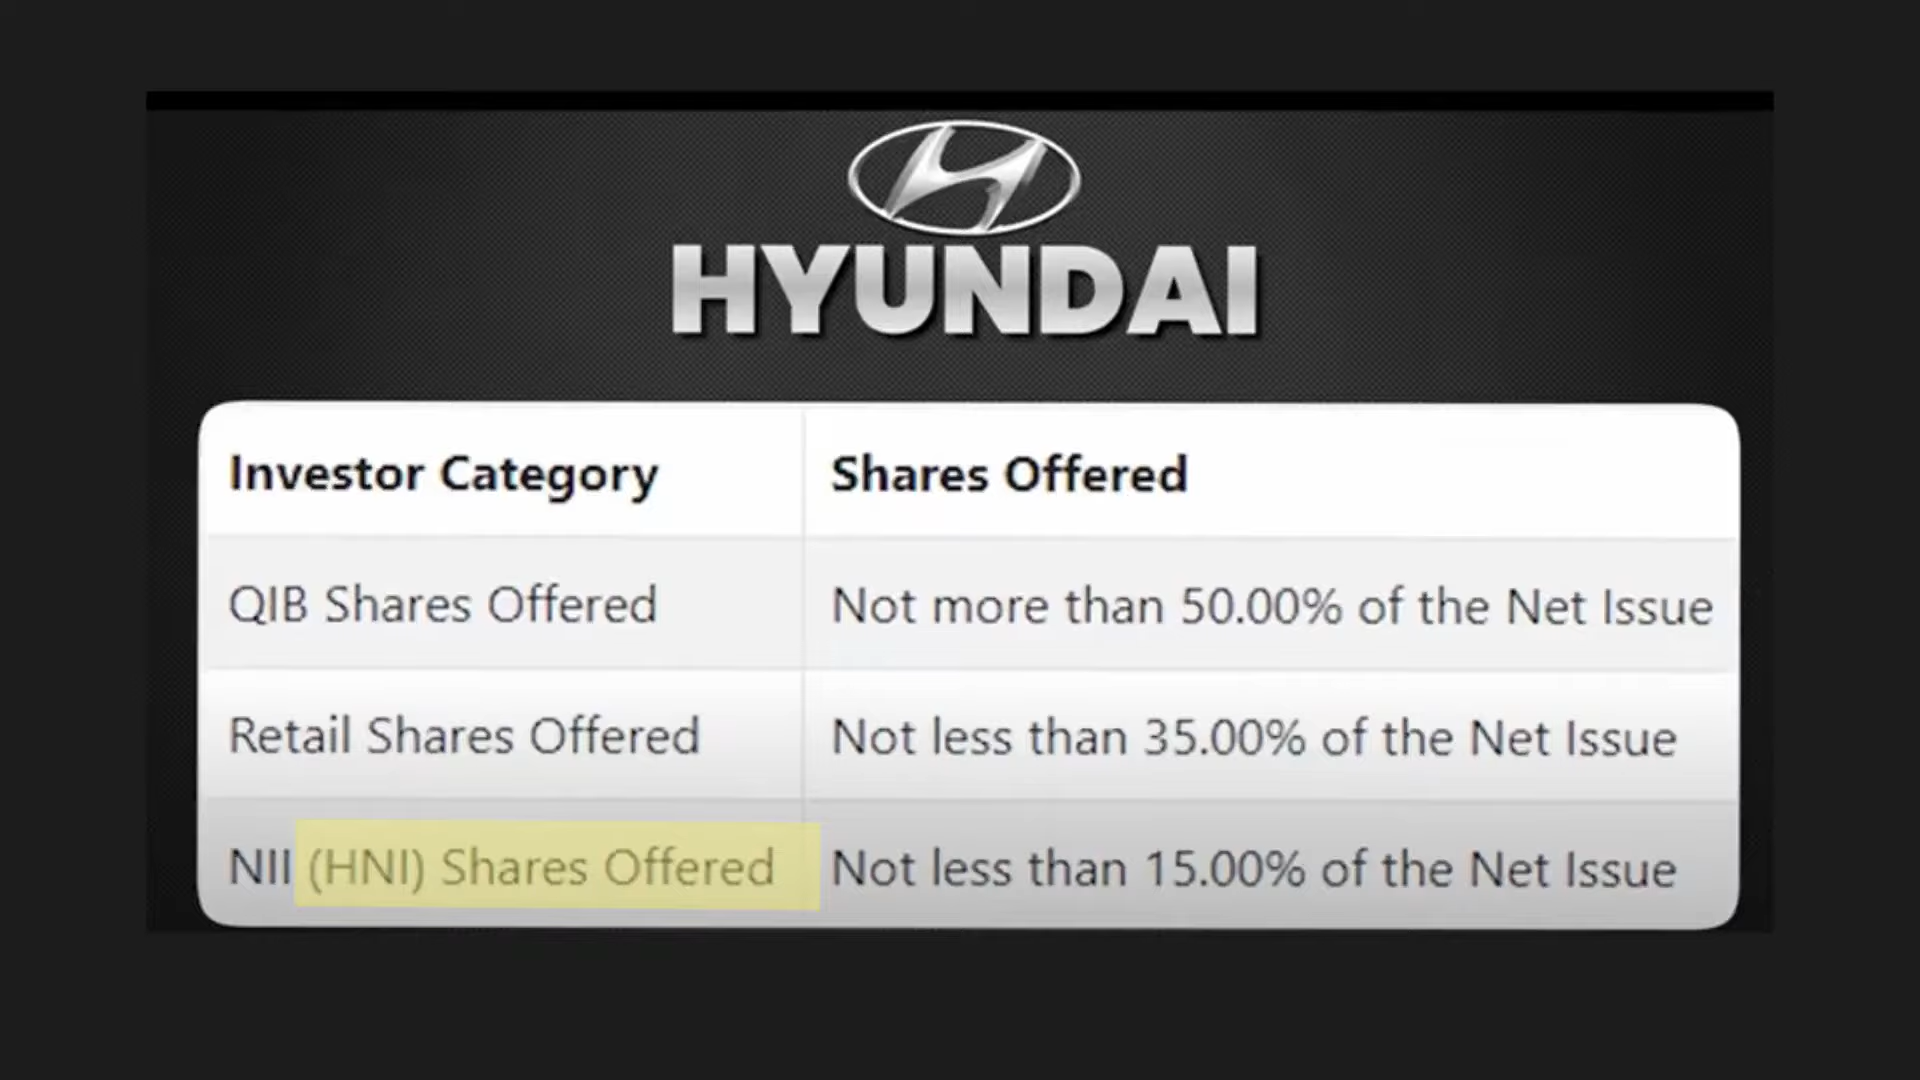 HYUNDAI
Investor Category Shares Offered
QIB Shares Offered Not more than 50.00% of the Net Issue
Retail Shares Offered Not less than 35.00% of the Net Issue
NII (HNI) Shares Offered Not less than 15.00% of the Net Issue